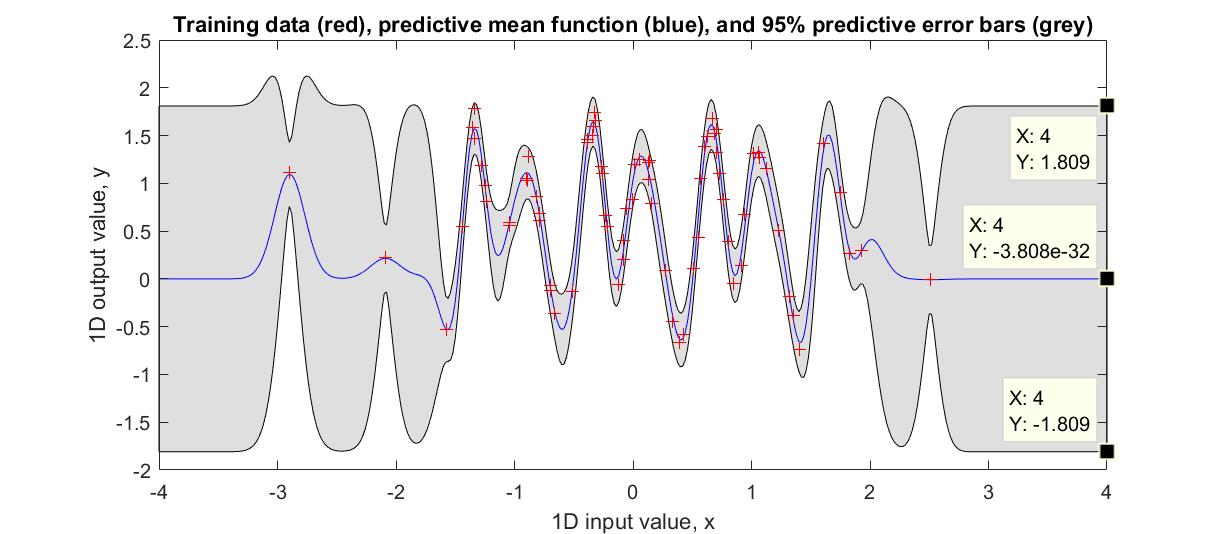 Training data (red), predictive mean function (blue), and 95% predictive error bars (grey)
2.5
2
1.5
1
0.5
0
-0.5
-1
-1.5
-2
1D output value, y
X: 4
Y: 1.809
X: 4
Y: -3.808e-32
X: 4
Y: -1.809
-4 -3 -2 -1 0 1 2 3 4
1D input value, x